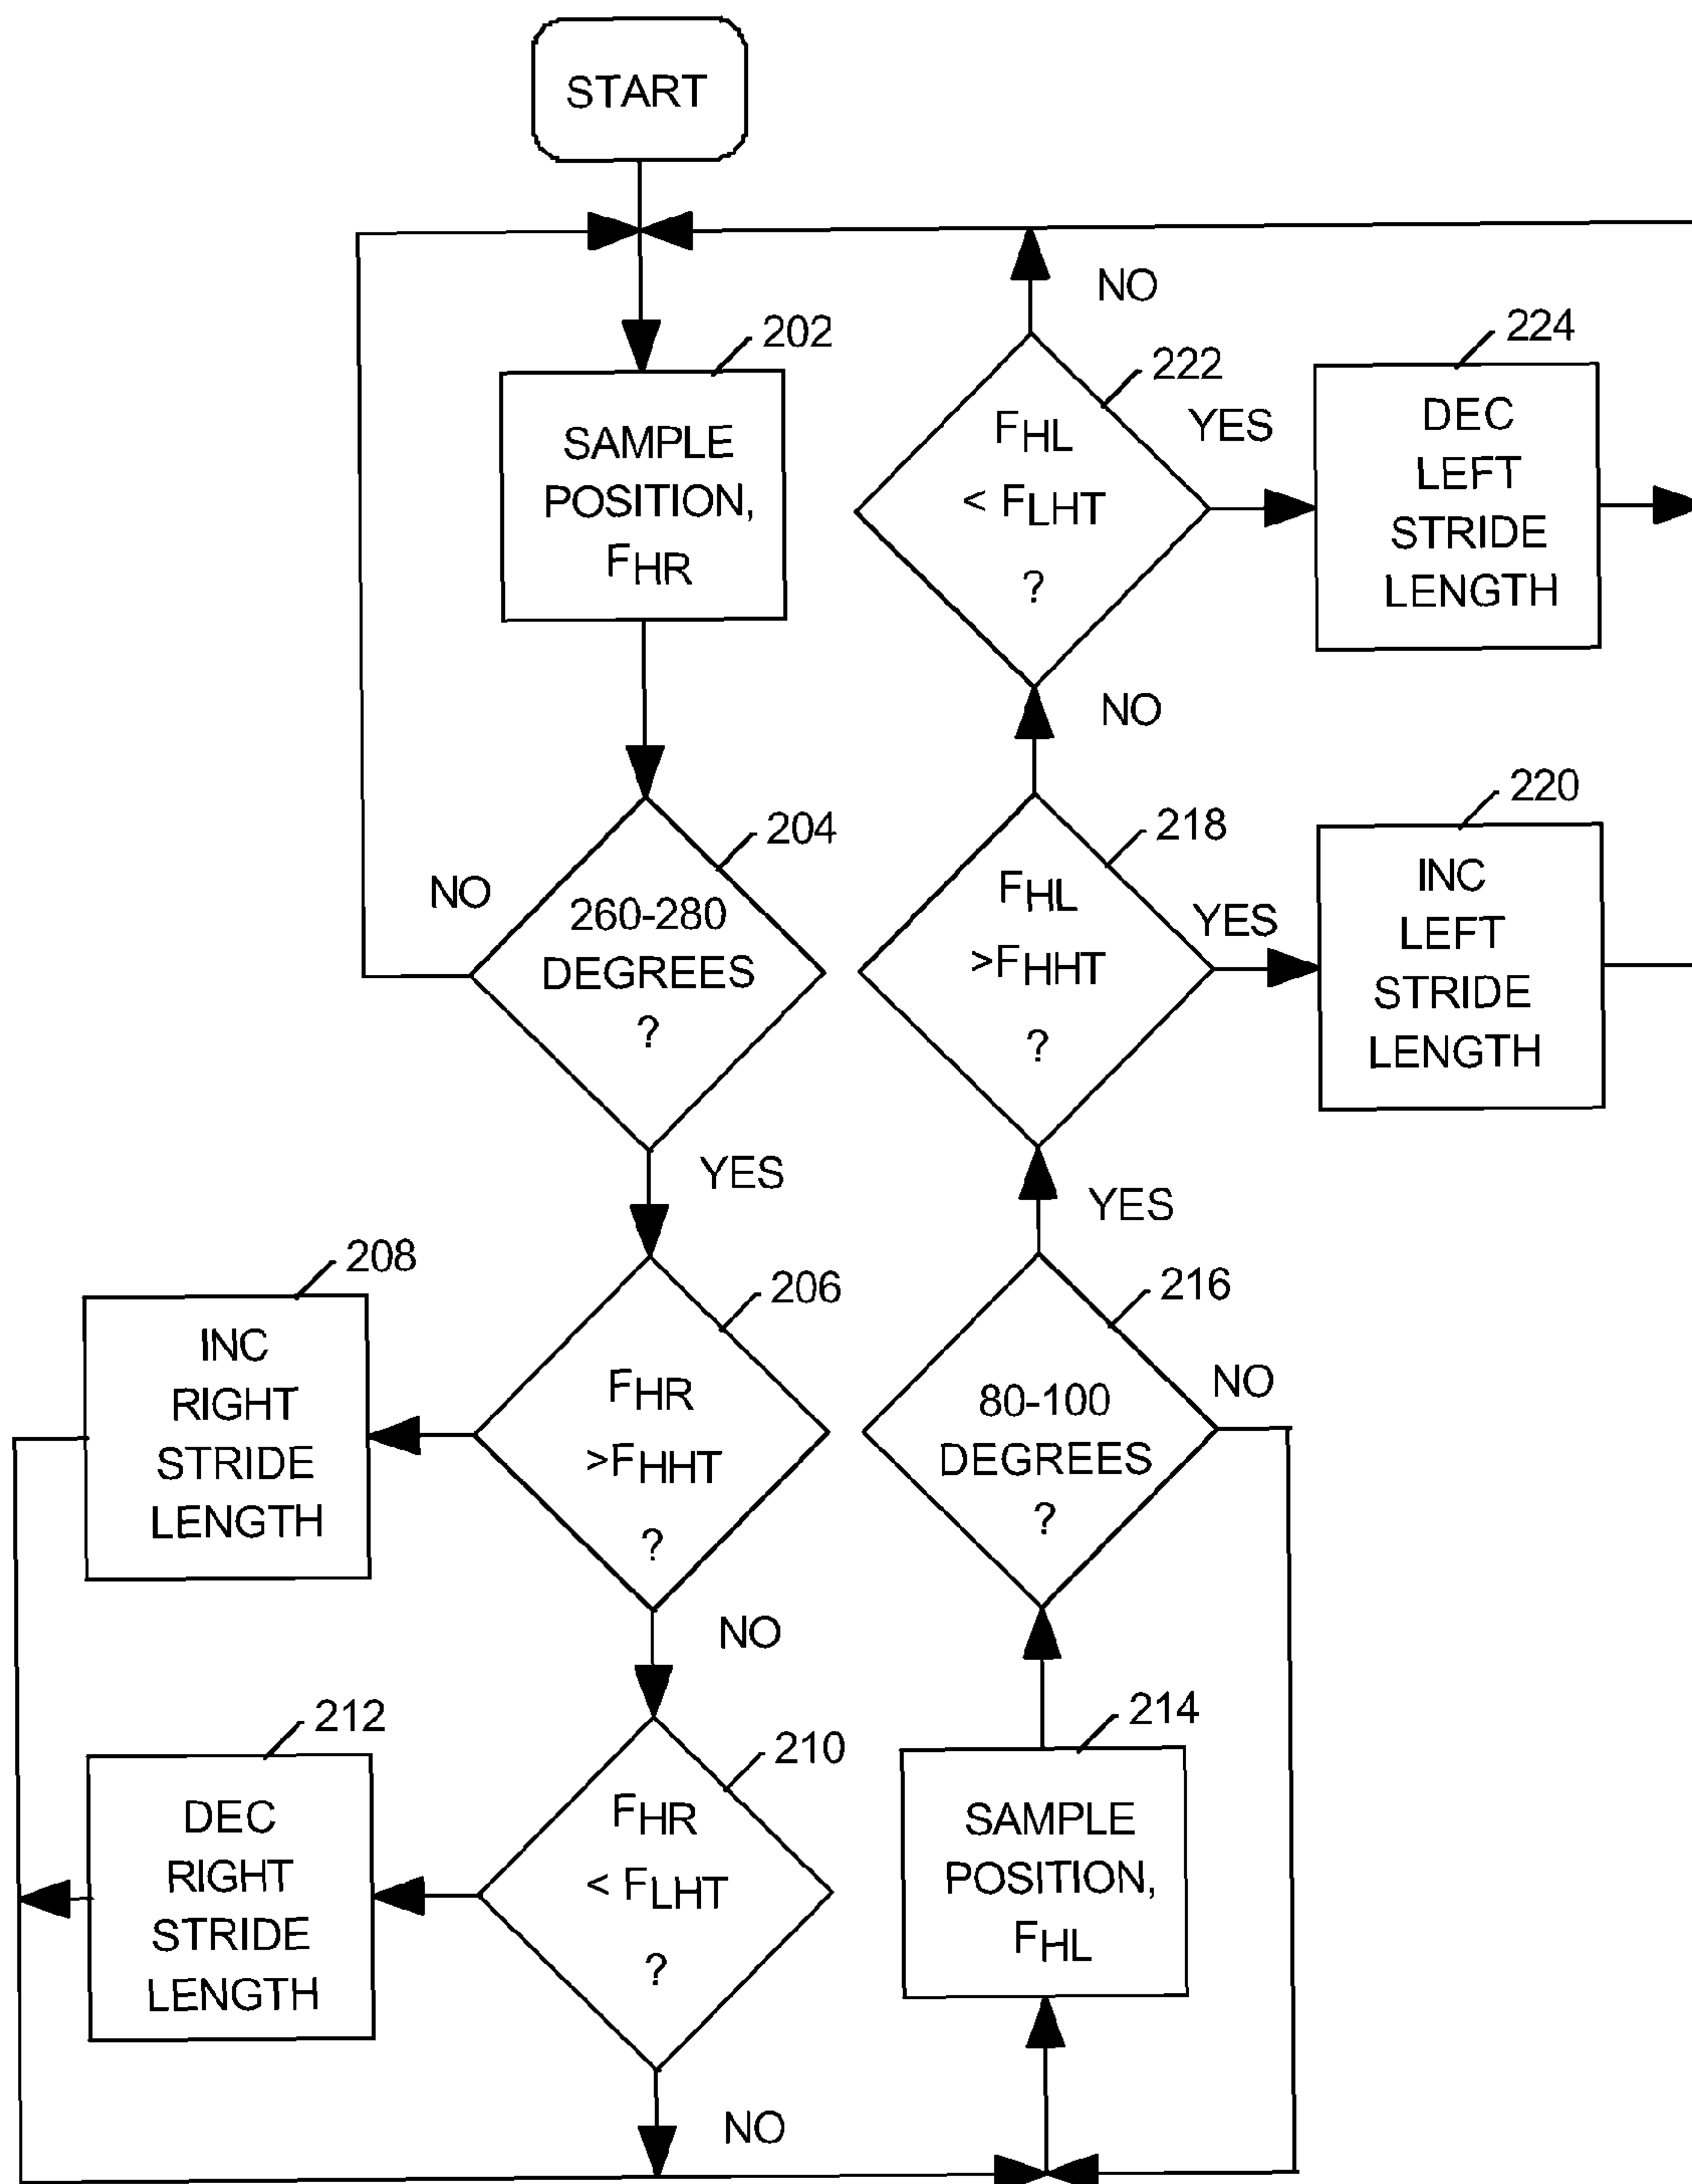 START
202
SAMPLE
POSITION,
FHR
204
NO
260-280
DEGREES
?
YES
206
FHR
>FHHT
?
208
INC
RIGHT
STRIDE
LENGTH
NO
210
FHR
< FLHT
?
212
DEC
RIGHT
STRIDE
LENGTH
NO
214
SAMPLE
POSITION,
FHL
216
80-100
DEGREES
?
NO
YES
218
FHL
>FHHT
?
YES
220
INC
LEFT
STRIDE
LENGTH
NO
222
FHL
< FLHT
?
YES
224
DEC
LEFT
STRIDE
LENGTH
NO